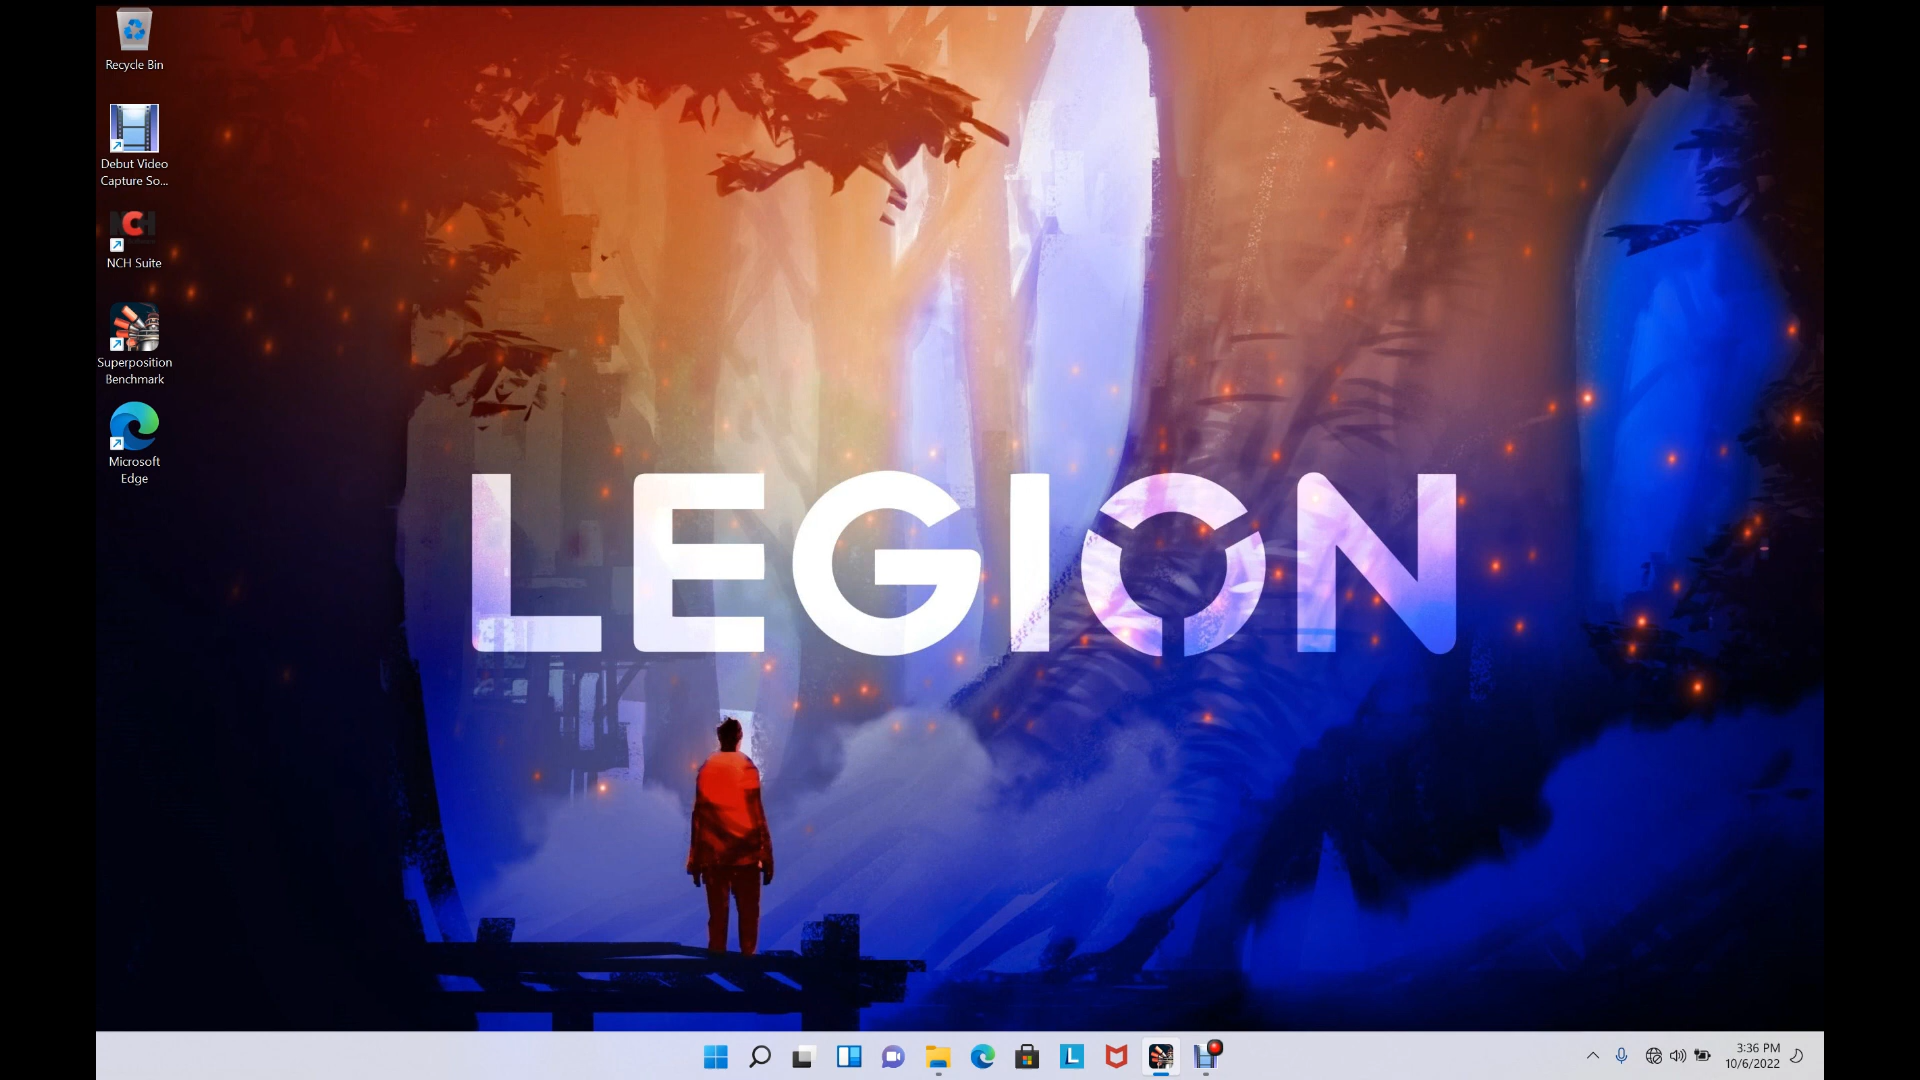 Recycle Bin
Debut Video
Capture So...
NCH
NCH Suite
Superposition
Benchmark
Microsoft
Edge
LEGION
L
3:36 PM
10/6/2022